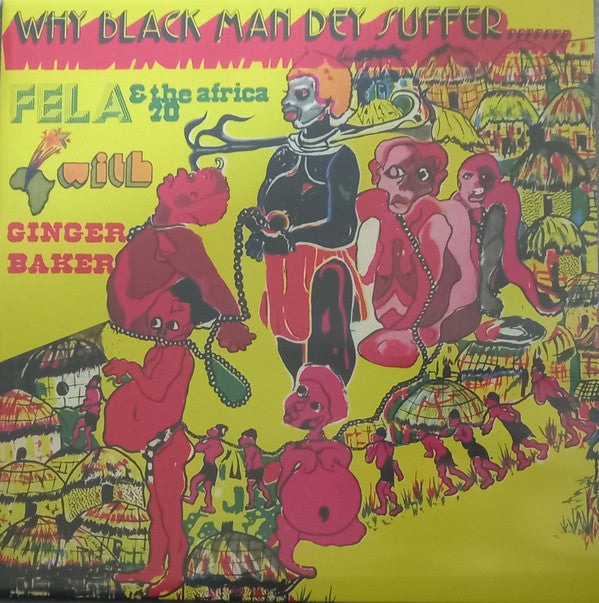 WHY BLACK MAN DEY SUFFER........
FELA & the africa
70
with
GINGER
BAKER